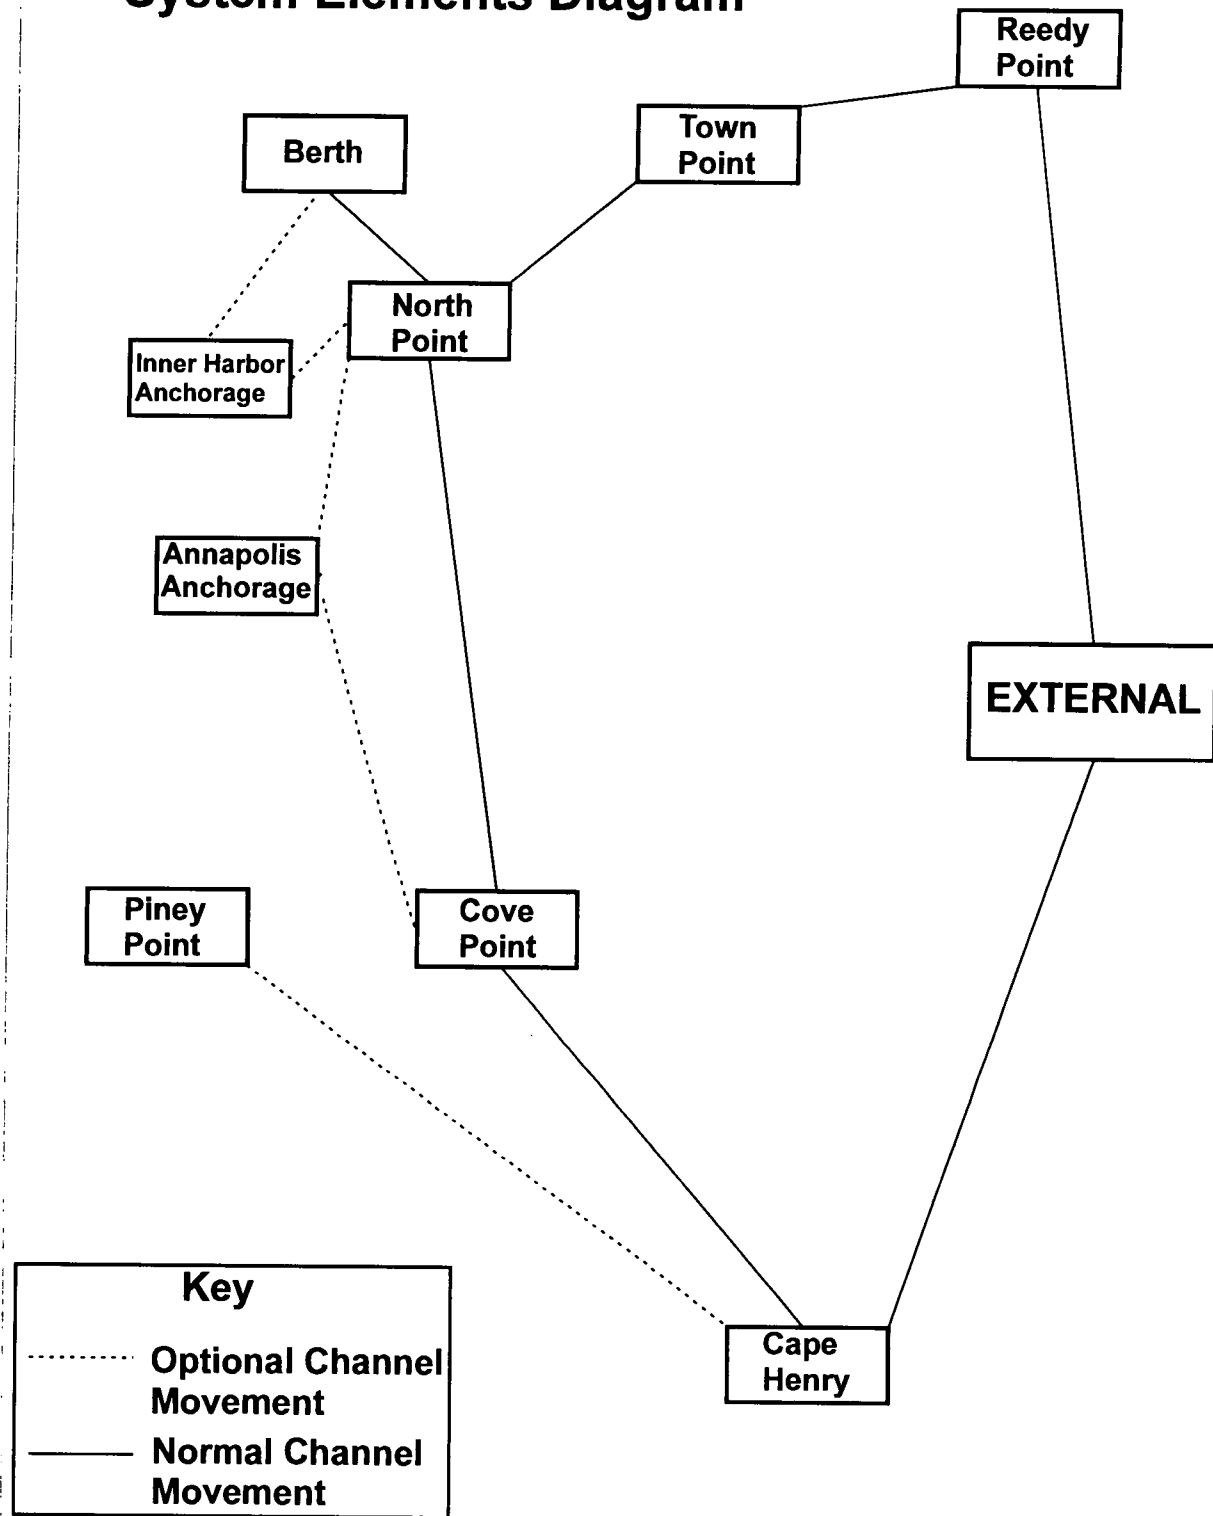 System Elements Diagram
Reedy
Point
Town
Point
Berth
North
Point
Inner Harbor
Anchorage
Annapolis
Anchorage
EXTERNAL
Piney
Point
Cove
Point
Cape
Henry
Key
Optional Channel
Movement
Normal Channel
Movement